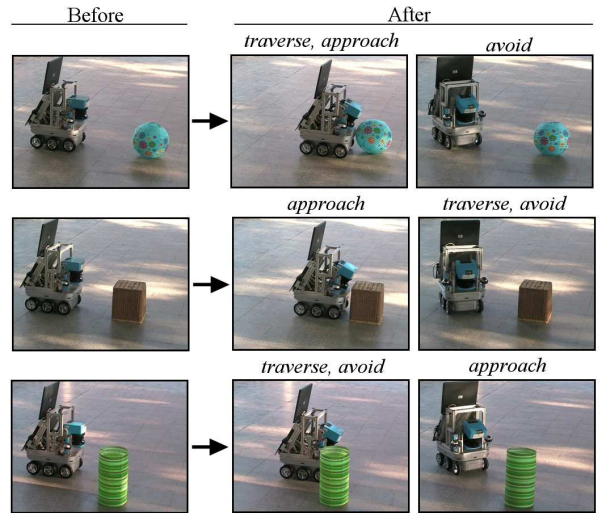 Before After
traverse, approach avoid
approach traverse, avoid
traverse, avoid approach